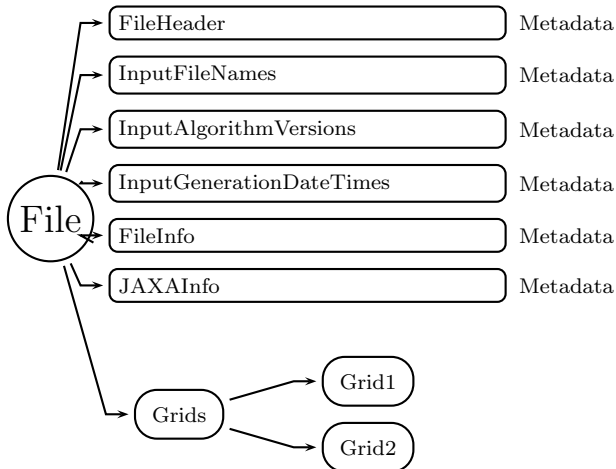 FileHeader Metadata
InputFileNames Metadata
InputAlgorithmVersions Metadata
InputGenerationDateTimes Metadata
File
FileInfo Metadata
JAXAInfo Metadata
Grid1
Grids
Grid2